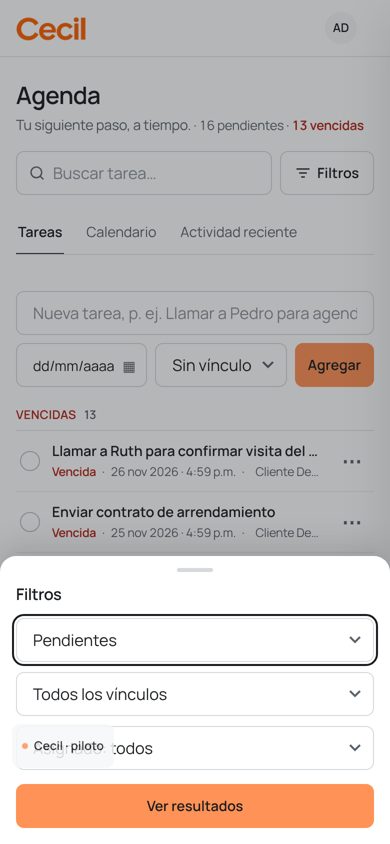 Cecil
AD
Agenda
Tu siguiente paso, a tiempo. · 16 pendientes · 13 vencidas
Buscar tarea...
Filtros
Tareas
Calendario
Actividad reciente
Nueva tarea, p. ej. Llamar a Pedro para agend
dd/mm/aaaa
Sin vínculo
Agregar
VENCIDAS 13
Llamar a Ruth para confirmar visita del ...
Vencida · 26 nov 2026 · 4:59 p.m. · Cliente De...
Enviar contrato de arrendamiento
Vencida · 25 nov 2026 · 4:59 p.m. · Cliente De...
Filtros
Pendientes
Todos los vínculos
Cecil · piloto
todos
Ver resultados